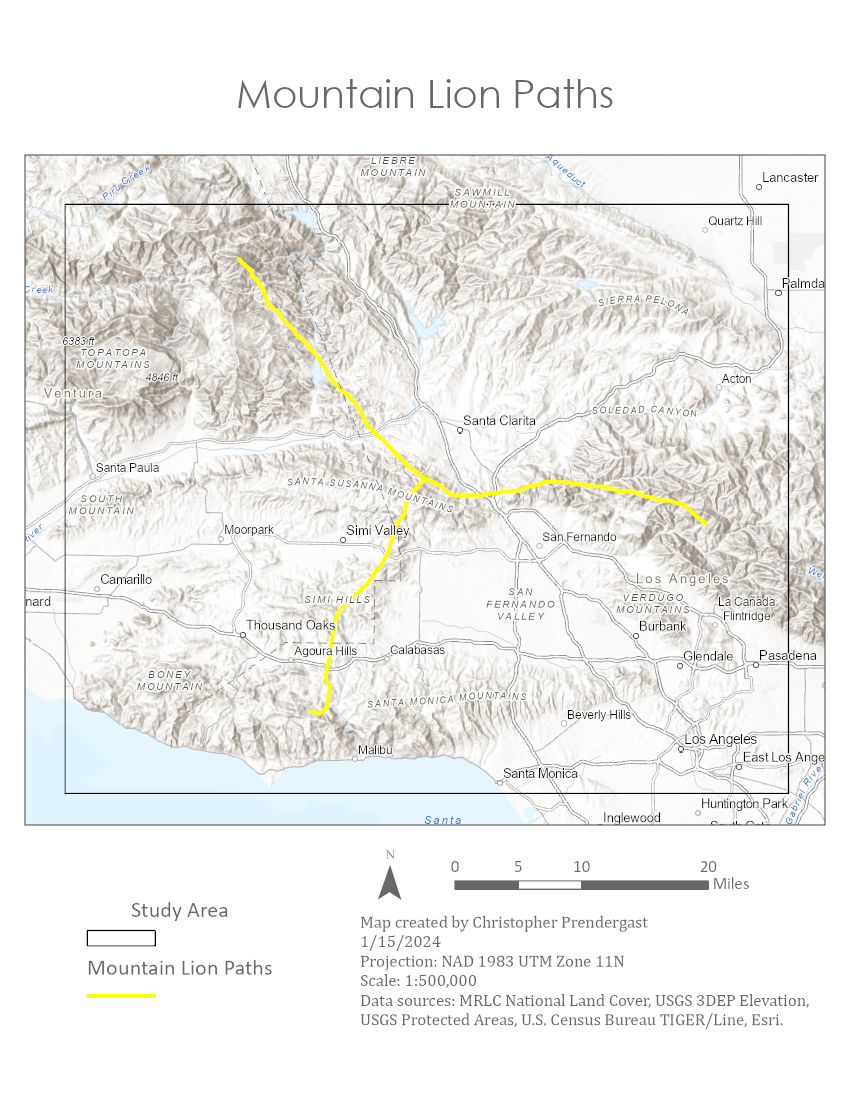 Mountain Lion Paths
LIEBRE
MOUNTAIN
Aqueduct
Piru Creek
Lancaster
SAWMILL
MOUNTAIN
Quartz Hill
Creek
Palmda
SIERRA PELONA
6383 ft
TOPATOPA
MOUNTAINS
4846 ft
Acton
Ventura
SOLEDAD CANYON
Santa Clarita
Santa Paula
SANTA SUSANNA MOUNTAINS
SOUTH
MOUNTAIN
River
Moorpark
Simi Valley
San Fernando
Camarillo
Los Angeles
We
nard
SIMI HILLS
SAN
FERNANDO
VALLEY
VERDUGO
MOUNTAINS
La Cañada
Flintridge
Thousand Oaks
Burbank
Agoura Hills
Calabasas
Glendale
Pasadena
BONEY
MOUNTAIN
SANTA MONICA MOUNTAINS
Beverly Hills
Malibu
Los Angeles
East Los Ange
Santa Monica
Gabriel River
Huntington Park
Santa
Inglewood
N
0 5 10 20
Miles
Study Area
Mountain Lion Paths
Map created by Christopher Prendergast
1/15/2024
Projection: NAD 1983 UTM Zone 11N
Scale: 1:500,000
Data sources: MRLC National Land Cover, USGS 3DEP Elevation,
USGS Protected Areas, U.S. Census Bureau TIGER/Line, Esri.